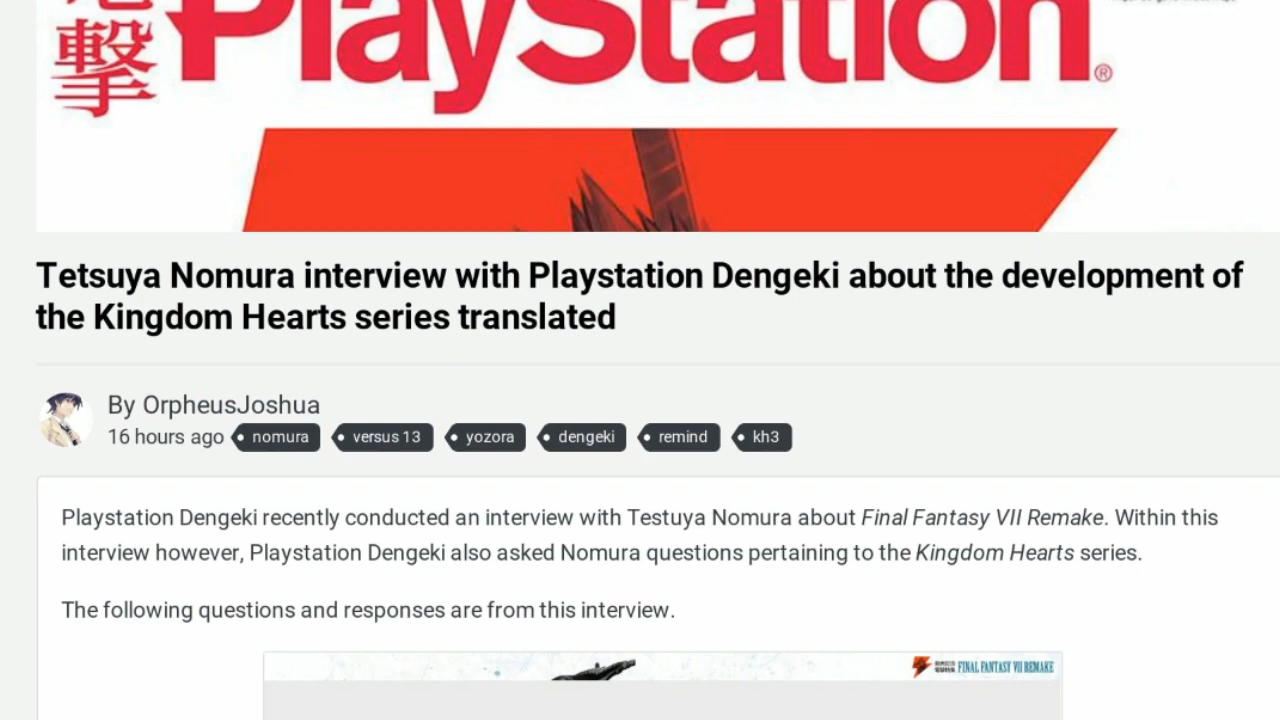 撃
PlayStation®
Tetsuya Nomura interview with Playstation Dengeki about the development of
the Kingdom Hearts series translated
By OrpheusJoshua
16 hours ago nomura versus 13 yozora dengeki remind kh3
Playstation Dengeki recently conducted an interview with Testuya Nomura about Final Fantasy VII Remake. Within this
interview however, Playstation Dengeki also asked Nomura questions pertaining to the Kingdom Hearts series.
The following questions and responses are from this interview.
FINAL FANTASY VII REMAKE